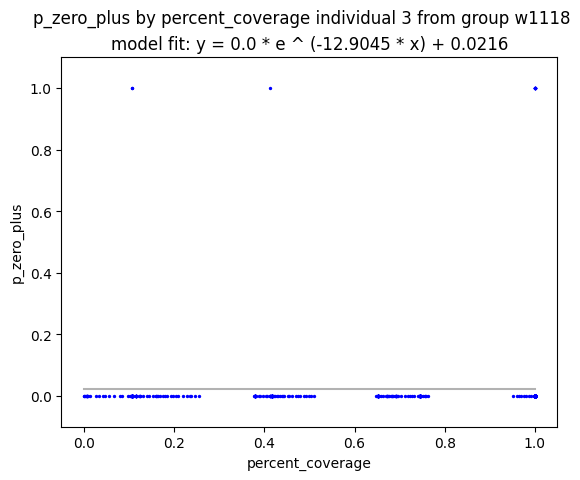 p_zero_plus by percent_coverage individual 3 from group w1118
model fit: y = 0.0 * e ^ (-12.9045 * x) + 0.0216
1.0
0.8
0.6
0.4
0.2
0.0
p_zero_plus
0.0 0.2 0.4 0.6 0.8 1.0
percent_coverage